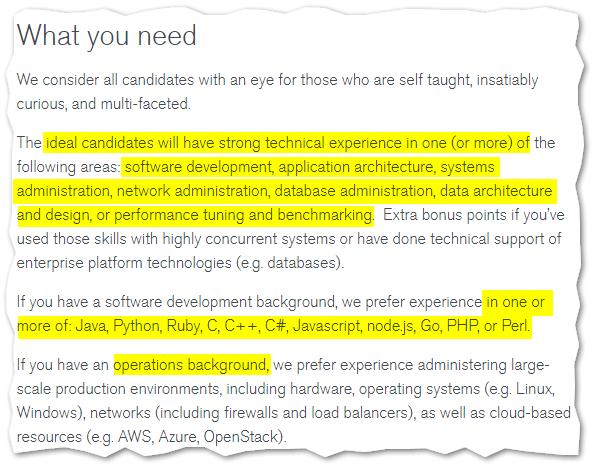 What you need
We consider all candidates with an eye for those who are self taught, insatiably
curious, and multi-faceted.
The ideal candidates will have strong technical experience in one (or more) of the
following areas: software development, application architecture, systems
administration, network administration, database administration, data architecture
and design, or performance tuning and benchmarking.  Extra bonus points if you've
used those skills with highly concurrent systems or have done technical support of
enterprise platform technologies (e.g. databases).
If you have a software development background, we prefer experience in one or
more of: Java, Python, Ruby, C, C++, C#, Javascript, node.js, Go, PHP, or Perl.
If you have an operations background, we prefer experience administering large-
scale production environments, including hardware, operating systems (e.g. Linux,
Windows), networks (including firewalls and load balancers), as well as cloud-based
resources (e.g. AWS, Azure, OpenStack).